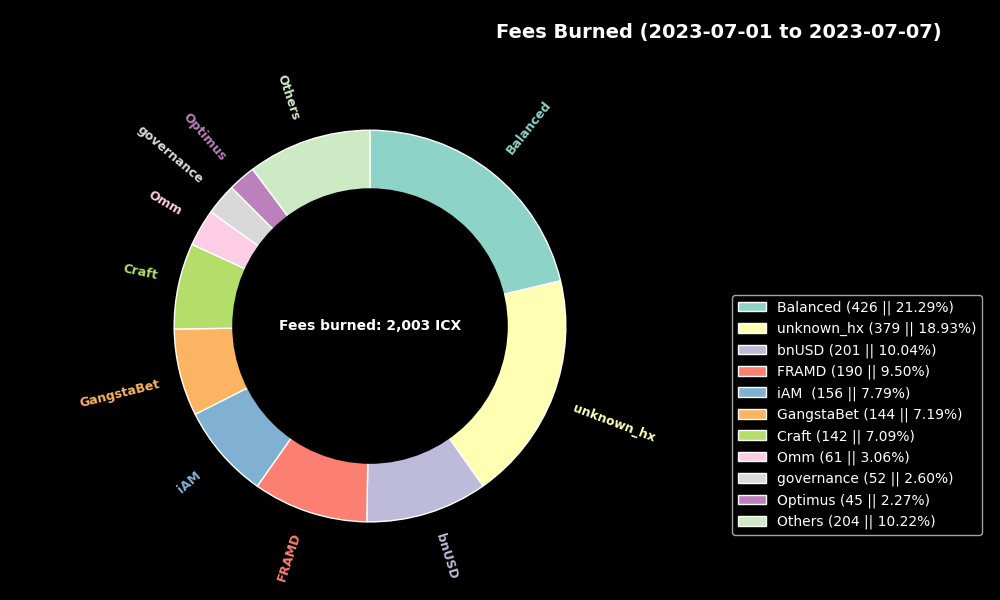 Fees Burned (2023-07-01 to 2023-07-07)
Others
Balanced
Optimus
governance
Omm
Craft
Fees burned: 2,003 ICX
GangstaBet
unknown_hx
iAM
FRAMD
bnUSD
Balanced (426 || 21.29%)
unknown_hx (379 || 18.93%)
bnUSD (201 || 10.04%)
FRAMD (190 || 9.50%)
iAM  (156 || 7.79%)
GangstaBet (144 || 7.19%)
Craft (142 || 7.09%)
Omm (61 || 3.06%)
governance (52 || 2.60%)
Optimus (45 || 2.27%)
Others (204 || 10.22%)